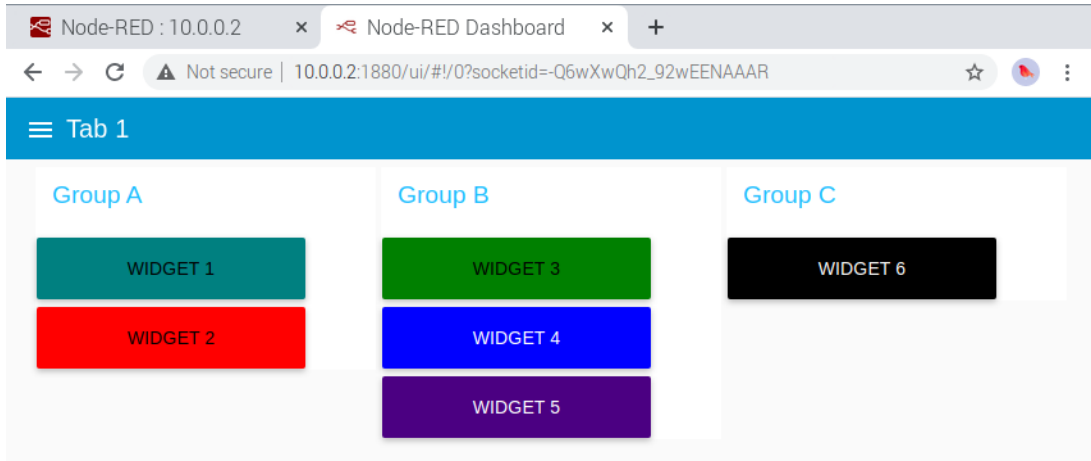 Node-RED : 10.0.0.2
Node-RED Dashboard
Not secure | 10.0.0.2:1880/ui/#!/0?socketid=-Q6wXwQh2_92wEENAAAR
Tab 1
Group A
WIDGET 1
WIDGET 2
Group B
WIDGET 3
WIDGET 4
WIDGET 5
Group C
WIDGET 6